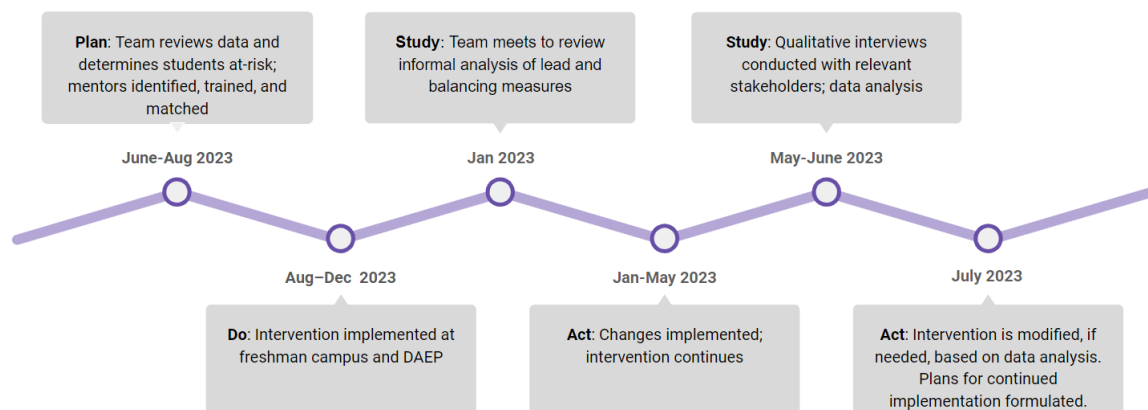 Plan: Team reviews data and
determines students at-risk;
mentors identified, trained, and
matched
June-Aug 2023
Study: Team meets to review
informal analysis of lead and
balancing measures
Jan 2023
Study: Qualitative interviews
conducted with relevant
stakeholders; data analysis
May-June 2023
Aug–Dec 2023
Do: Intervention implemented at
freshman campus and DAEP
Jan-May 2023
Act: Changes implemented;
intervention continues
July 2023
Act: Intervention is modified, if
needed, based on data analysis.
Plans for continued
implementation formulated.